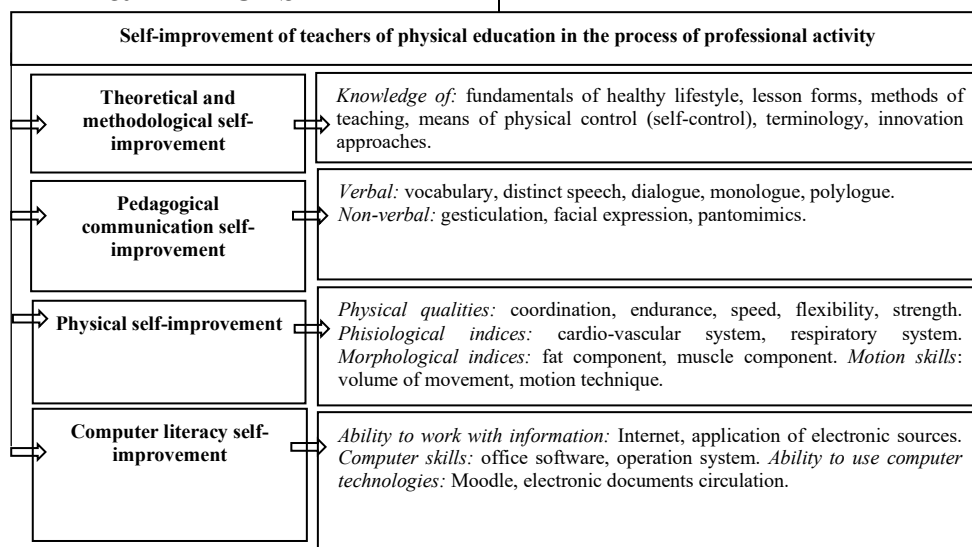 Self-improvement of teachers of physical education in the process of professional activity
Theoretical and
methodological self-
improvement
Knowledge of: fundamentals of healthy lifestyle, lesson forms, methods of
teaching, means of physical control (self-control), terminology, innovation
approaches.
Pedagogical
communication self-
improvement
Verbal: vocabulary, distinct speech, dialogue, monologue, polylogue.
Non-verbal: gesticulation, facial expression, pantomimics.
Physical self-improvement
Physical qualities: coordination, endurance, speed, flexibility, strength.
Phisiological indices: cardio-vascular system, respiratory system.
Morphological indices: fat component, muscle component. Motion skills:
volume of movement, motion technique.
Computer literacy self-
improvement
Ability to work with information: Internet, application of electronic sources.
Computer skills: office software, operation system. Ability to use computer
technologies: Moodle, electronic documents circulation.